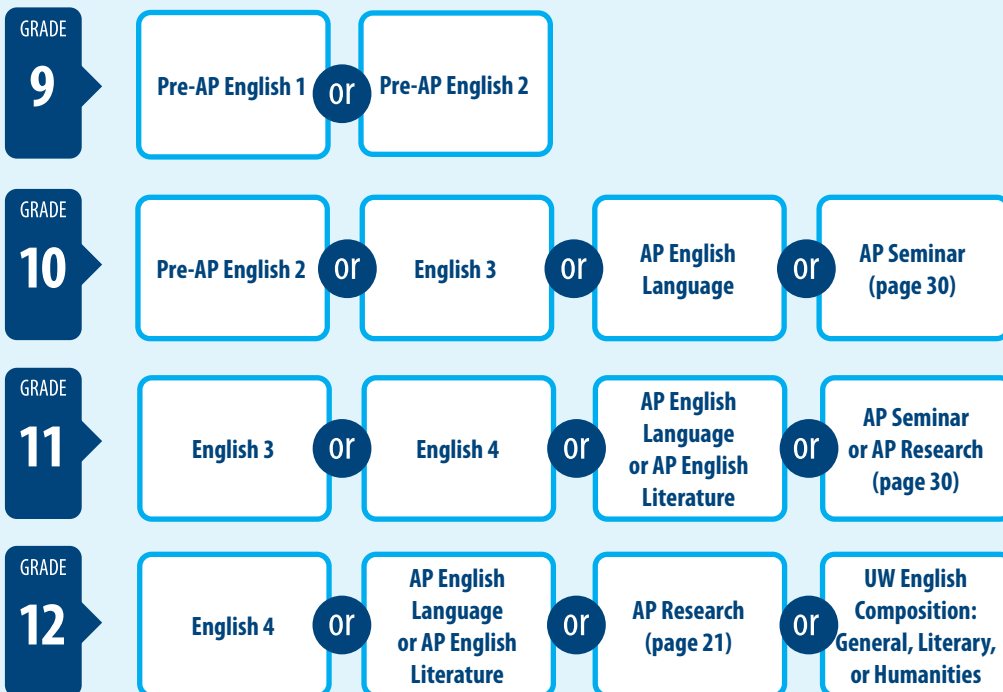 GRADE
9
Pre-AP English 1
or
Pre-AP English 2
GRADE
10
Pre-AP English 2
or
English 3
or
AP English
Language
or
AP Seminar
(page 30)
GRADE
11
English 3
or
English 4
or
AP English
Language
or AP English
Literature
or
AP Seminar
or AP Research
(page 30)
GRADE
12
English 4
or
AP English
Language
or AP English
Literature
or
AP Research
(page 21)
or
UW English
Composition:
General, Literary,
or Humanities